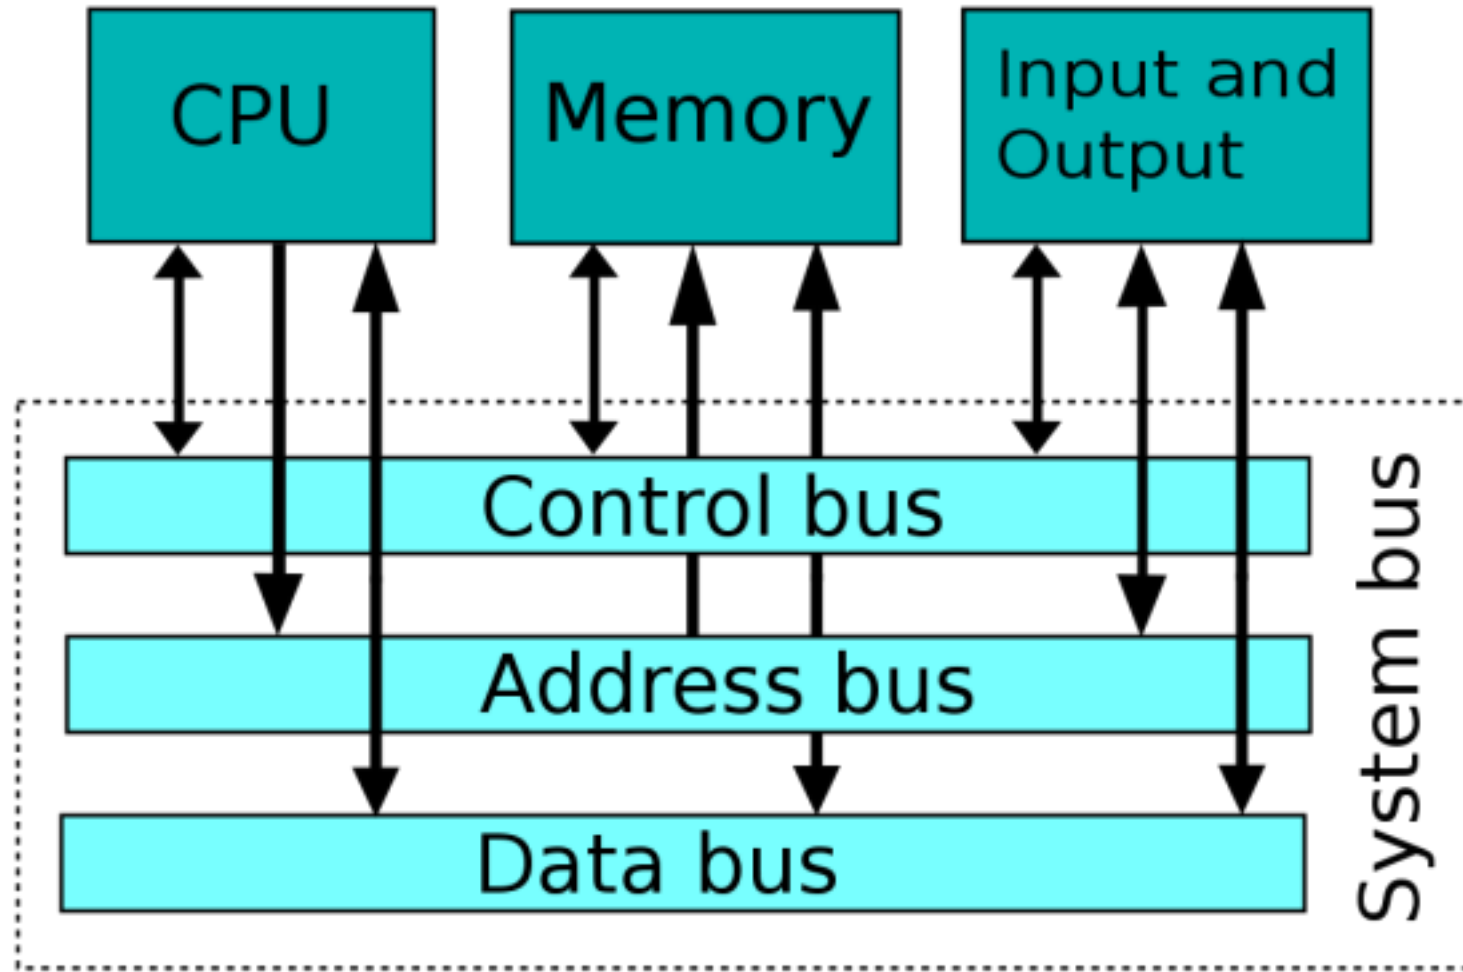 CPU
Memory
Input and
Output
Control bus
Address bus
Data bus
System bus